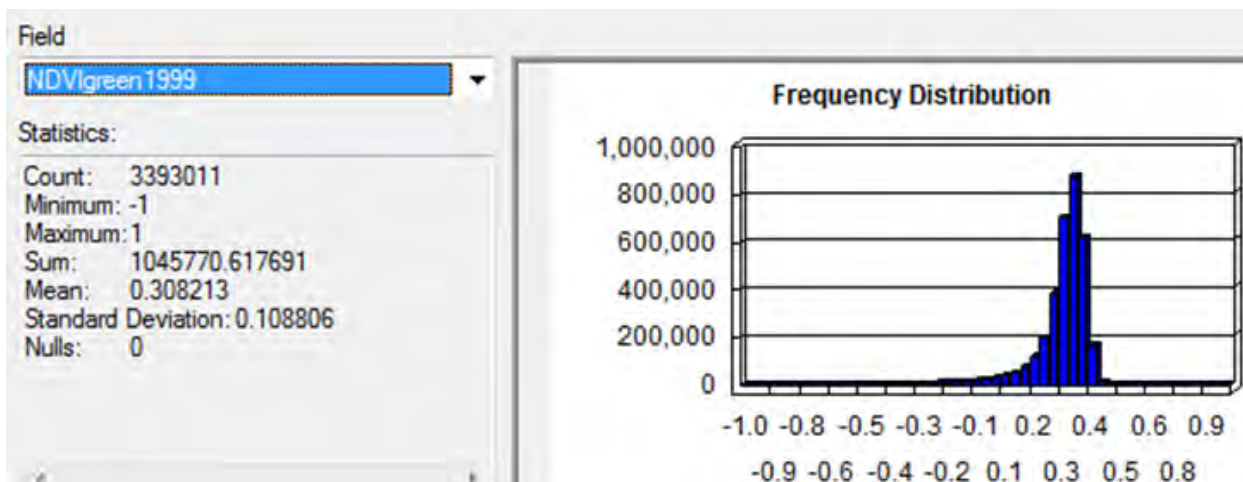 Field
NDVIgreen1999
Statistics:
Count: 3393011
Minimum: -1
Maximum: 1
Sum: 1045770.617691
Mean: 0.308213
Standard Deviation: 0.108806
Nulls: 0
Frequency Distribution
1,000,000
800,000
600,000
400,000
200,000
0
-1.0 -0.8 -0.5 -0.3 -0.1 0.2 0.4 0.6 0.9
-0.9 -0.6 -0.4 -0.2 0.1 0.3 0.5 0.8